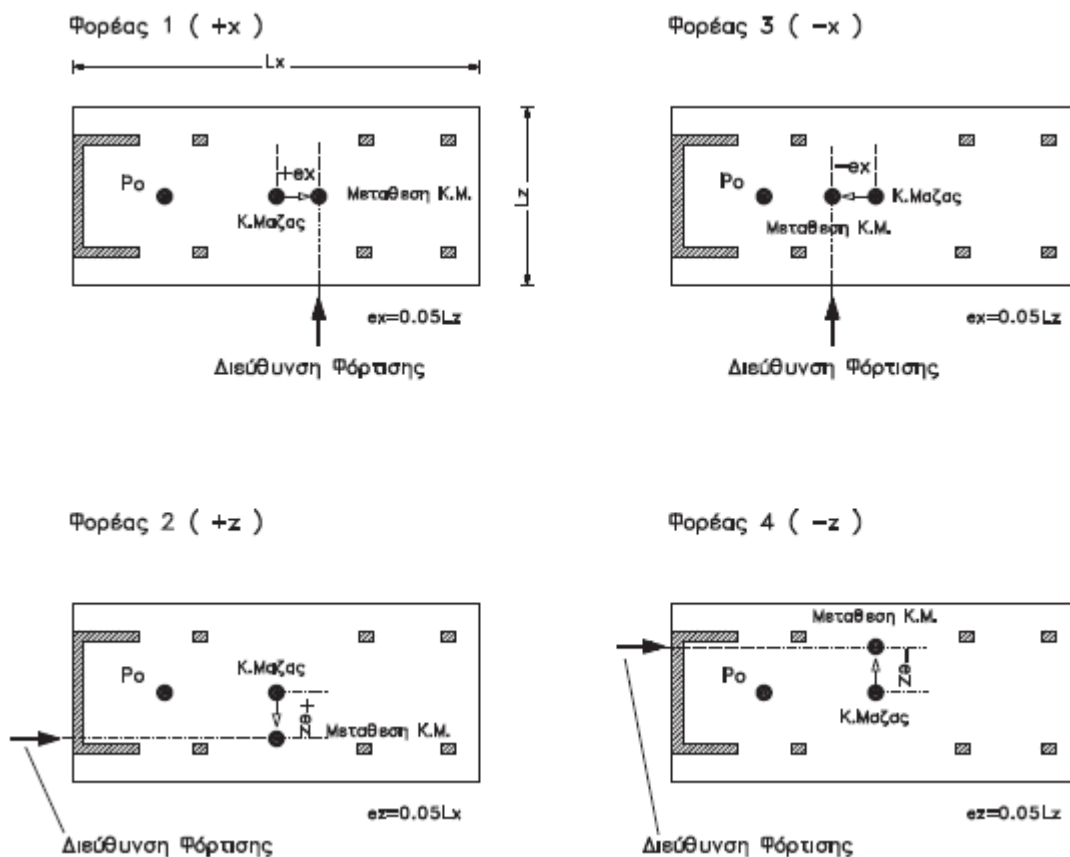 Φορέας 1 ( +x )
Lx
Po
+ex
Μεταθεση Κ.Μ.
Κ.Μαζας
Lz
ex=0.05Lz
Διεύθυνση Φόρτισης
Φορέας 3 ( -x )
Po
-ex
Κ.Μαζας
Μεταθεση Κ.Μ.
ex=0.05Lz
Διεύθυνση Φόρτισης
Φορέας 2 ( +z )
Po
Κ.Μαζας
+ez
Μεταθεση Κ.Μ.
ez=0.05Lx
Διεύθυνση Φόρτισης
Φορέας 4 ( -z )
Μεταθεση Κ.Μ.
Po
-ez
Κ.Μαζας
ez=0.05Lz
Διεύθυνση Φόρτισης